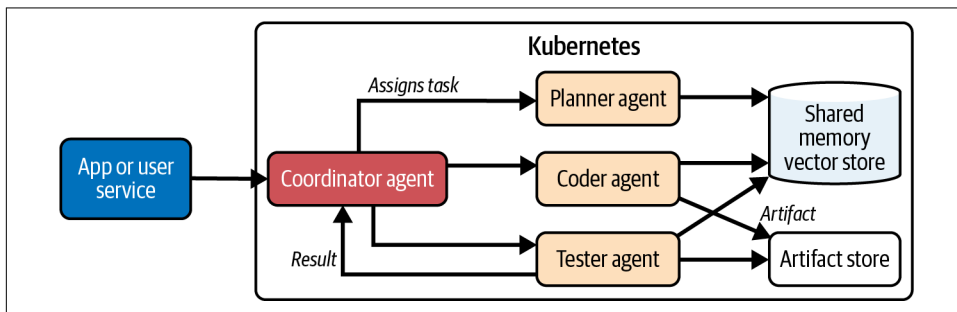 Kubernetes
Assigns task
Planner agent
Shared
memory
vector store
App or user
service
Coordinator agent
Coder agent
Artifact
Result
Tester agent
Artifact store